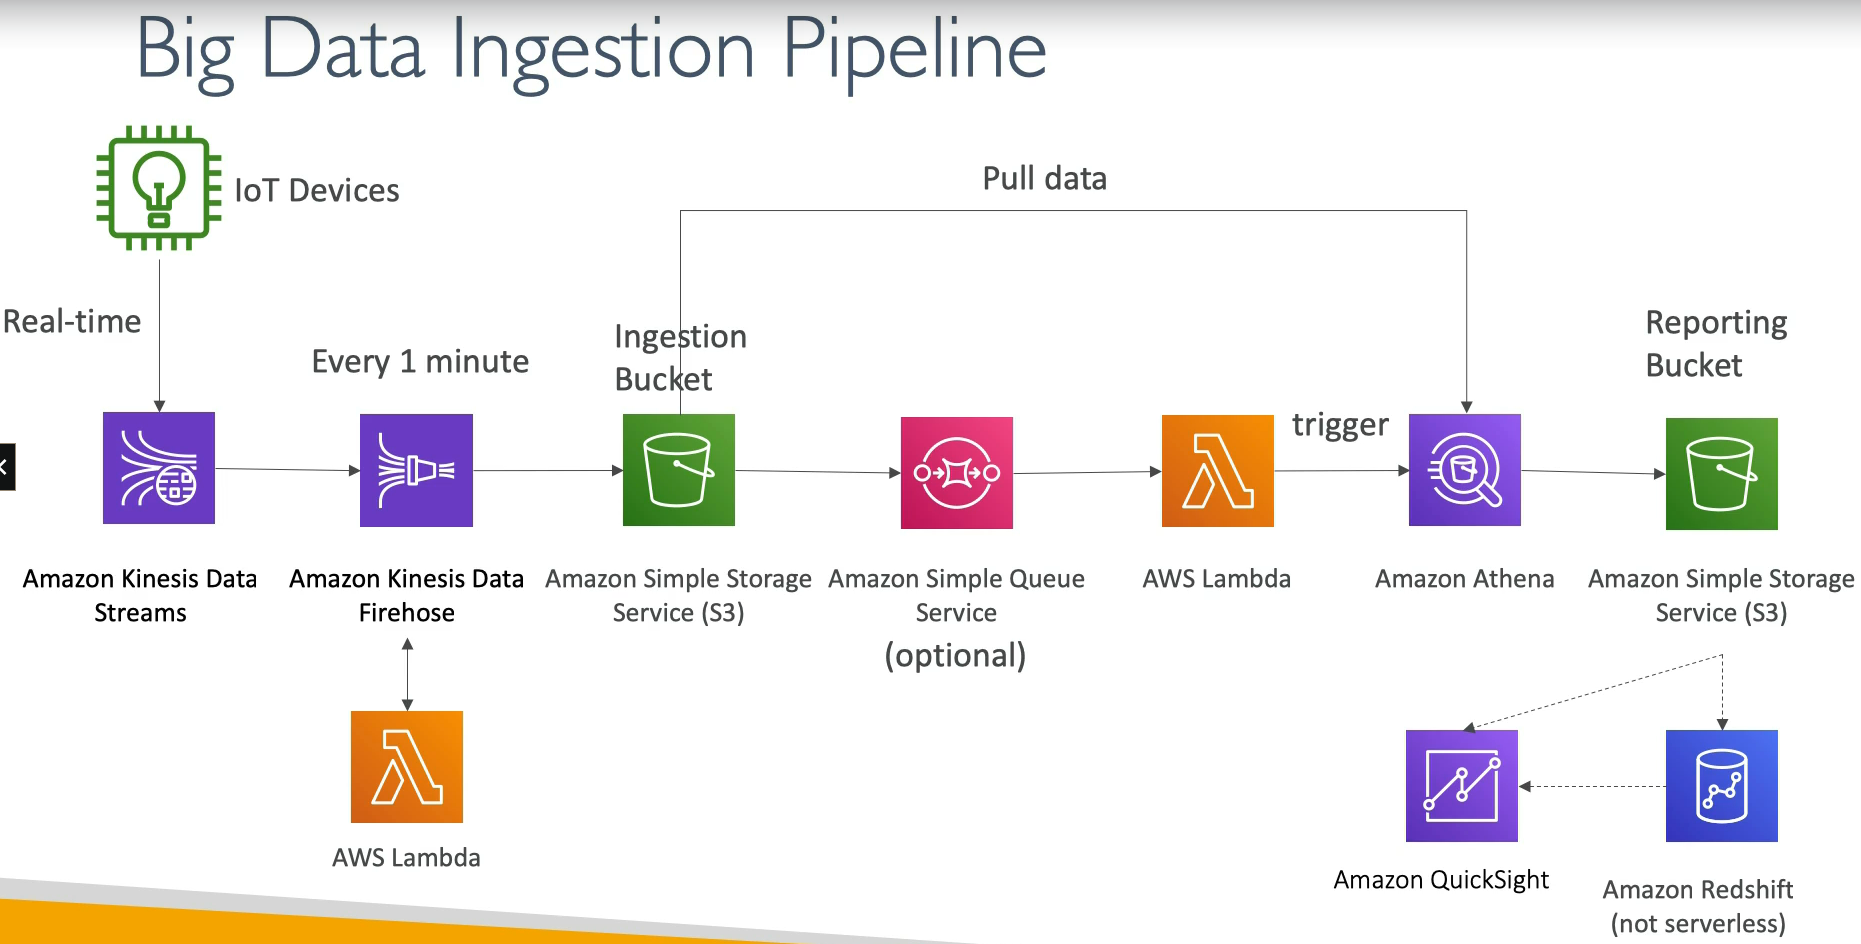 Big Data Ingestion Pipeline
IoT Devices
Pull data
Real-time
Every 1 minute
Ingestion
Bucket
Reporting
Bucket
trigger
Amazon Kinesis Data
Streams
Amazon Kinesis Data
Firehose
Amazon Simple Storage
Service (S3)
Amazon Simple Queue
Service
(optional)
AWS Lambda
Amazon Athena
Amazon Simple Storage
Service (S3)
AWS Lambda
Amazon QuickSight
Amazon Redshift
(not serverless)